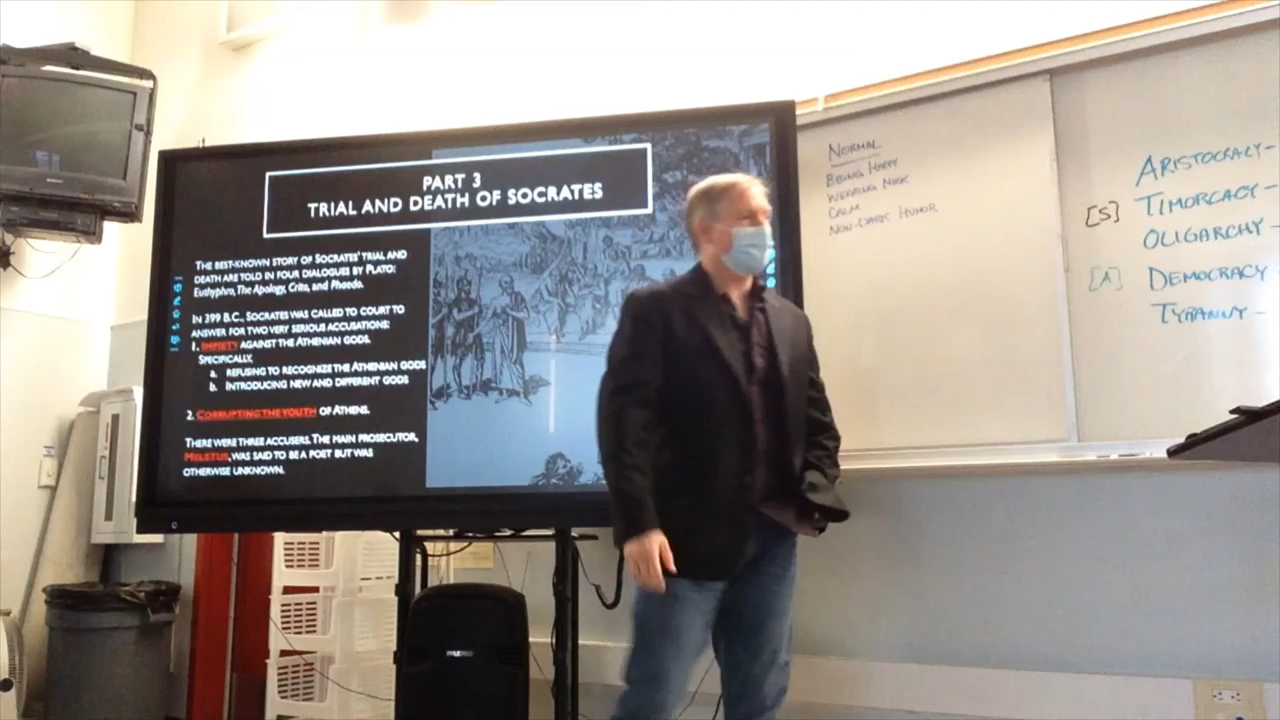 PART 3
TRIAL AND DEATH OF SOCRATES
THE BEST-KNOWN STORY OF SOCRATES' TRIAL AND
DEATH ARE TOLD IN FOUR DIALOGUES BY PLATO:
Euthyphro, The Apology, Crito, and Phaedo.
IN 399 B.C., SOCRATES WAS CALLED TO COURT TO
ANSWER FOR TWO VERY SERIOUS ACCUSATIONS:
1. IMPIETY AGAINST THE ATHENIAN GODS.
SPECIFICALLY,
a. REFUSING TO RECOGNIZE THE ATHENIAN GODS
b. INTRODUCING NEW AND DIFFERENT GODS
2. CORRUPTING THE YOUTH OF ATHENS.
THERE WERE THREE ACCUSERS. THE MAIN PROSECUTOR,
MELETUS, WAS SAID TO BE A POET BUT WAS
OTHERWISE UNKNOWN.
NORMAL
BEING HAPPY
WEARING MASK
CALM
NON-DARK HUMOR
ARISTOCRACY-
[S] TIMORCACY-
OLIGARCHY-
[A] DEMOCRACY
TYRANNY-